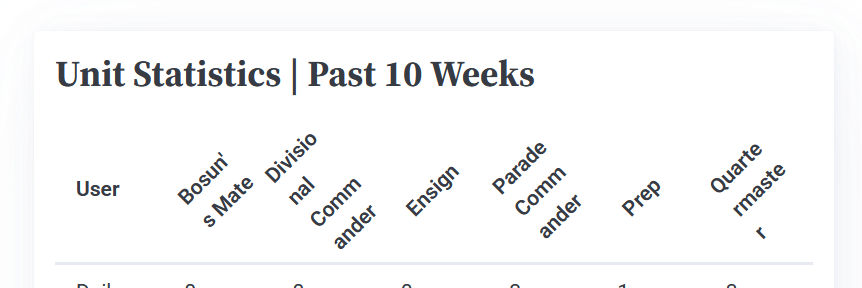 Unit Statistics | Past 10 Weeks
User
Bosun'
s Mate
Divisio
nal
Comm
ander
Ensign
Parade
Comm
ander
Prep
Quarte
rmaste
r